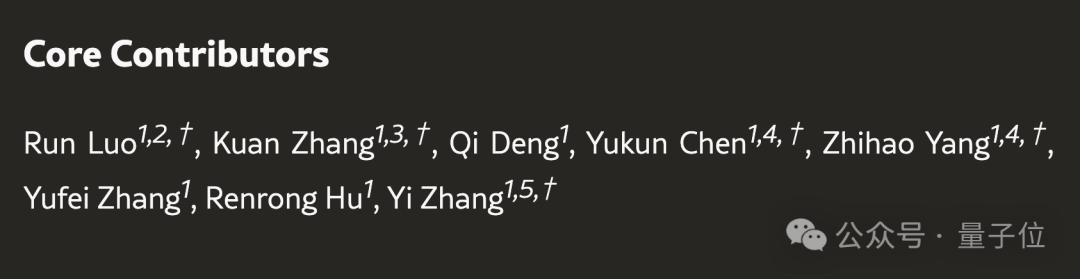 Core Contributors
Run Luo1,2, †, Kuan Zhang1,3, †, Qi Deng1, Yukun Chen1,4, †, Zhihao Yang1,4, †,
Yufei Zhang1, Renrong Hu1, Yi Zhang1,5, †
公众号 · 量子位